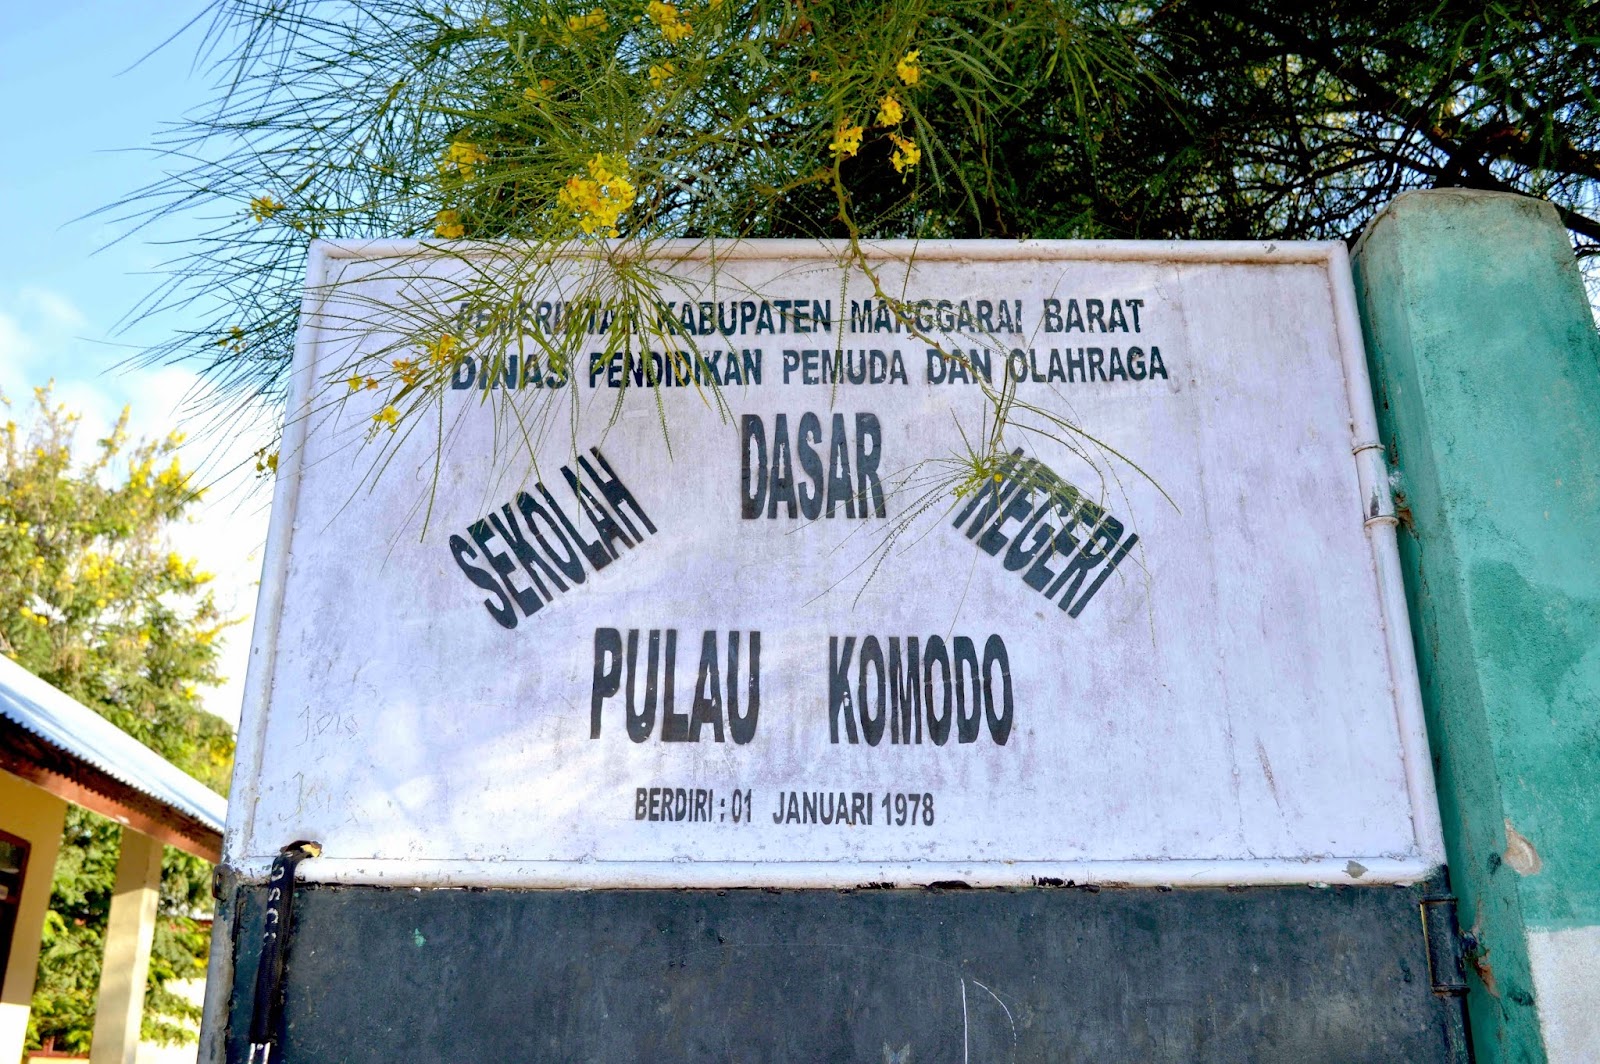 PEMERINTAH KABUPATEN MANGGARAI BARAT
DINAS PENDIDIKAN PEMUDA DAN OLAHRAGA
SEKOLAH DASAR NEGERI
PULAU KOMODO
BERDIRI : 01 JANUARI 1978